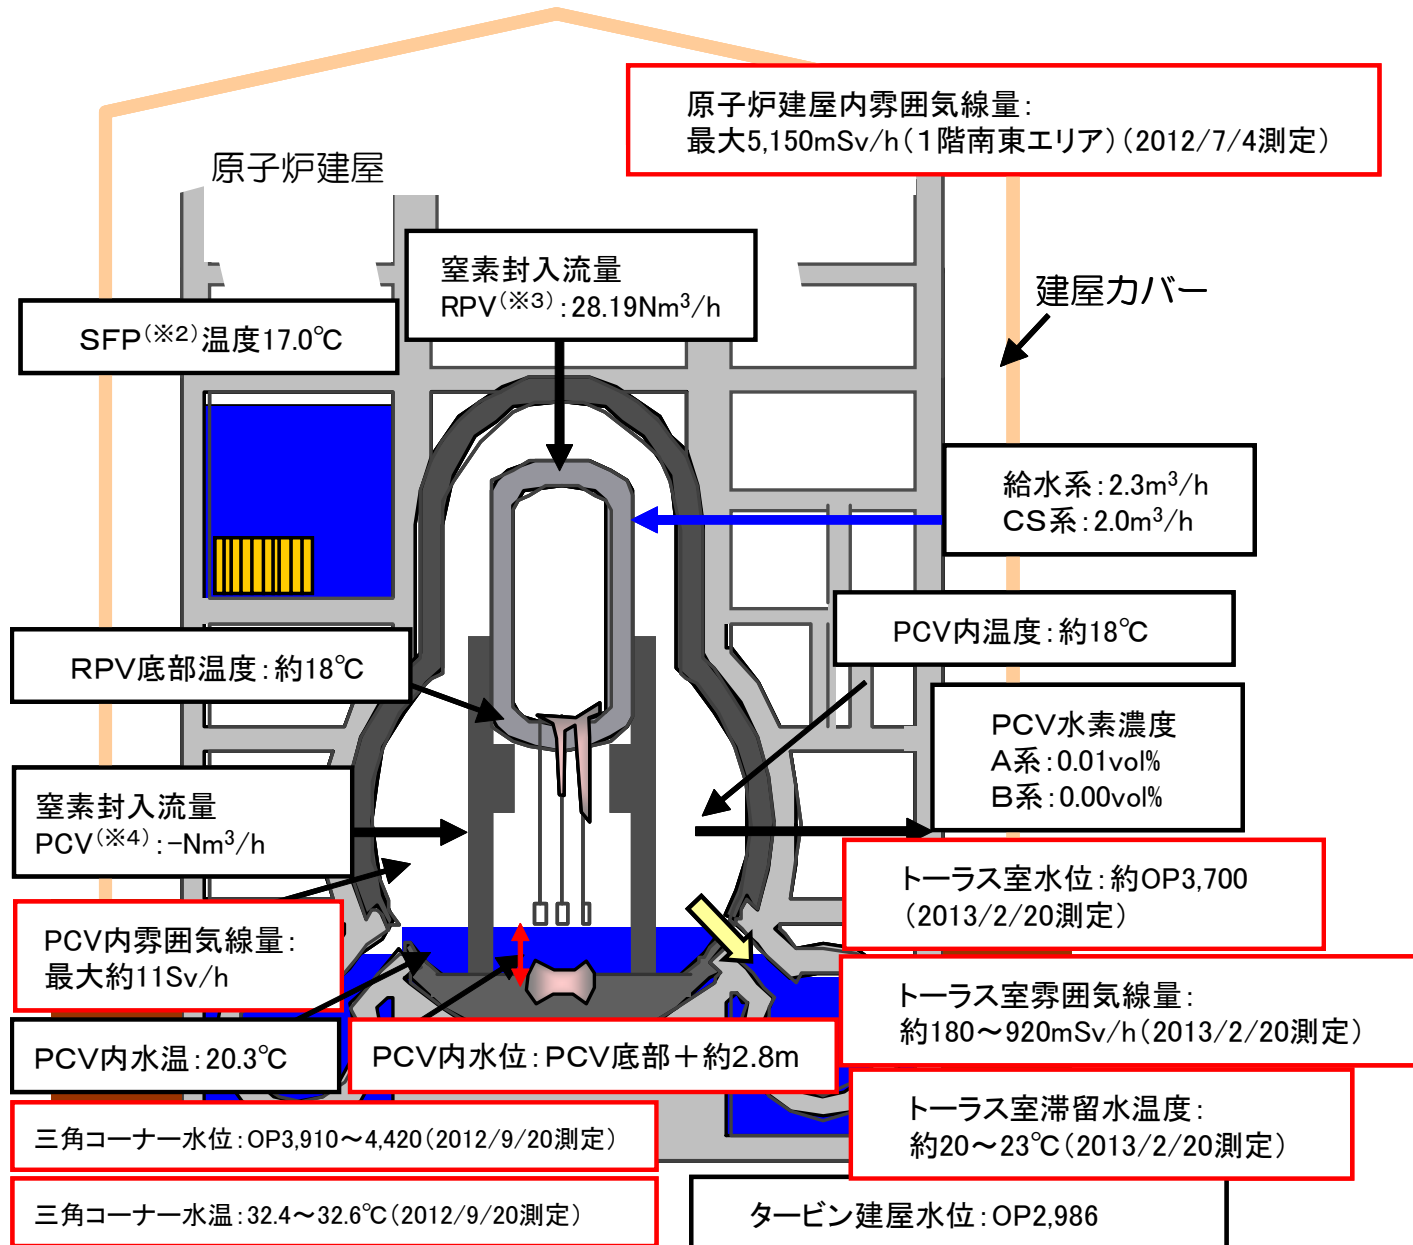 原子炉建屋内雰囲気線量：
最大5,150mSv/h（１階南東エリア）（2012/7/4測定）
原子炉建屋
窒素封入流量
RPV(※3)：28.19Nm³/h
建屋カバー
SFP(※2)温度17.0℃
給水系：2.3m³/h
CS系：2.0m³/h
PCV内温度：約18℃
RPV底部温度：約18℃
PCV水素濃度
A系：0.01vol%
B系：0.00vol%
窒素封入流量
PCV(※4)：-Nm³/h
トーラス室水位：約OP3,700
（2013/2/20測定）
PCV内雰囲気線量：
最大約11Sv/h
トーラス室雰囲気線量：
約180～920mSv/h（2013/2/20測定）
PCV内水温：20.3℃
PCV内水位：PCV底部＋約2.8m
トーラス室滞留水温度：
約20～23℃（2013/2/20測定）
三角コーナー水位：OP3,910～4,420（2012/9/20測定）
三角コーナー水温：32.4～32.6℃（2012/9/20測定）
タービン建屋水位：OP2,986